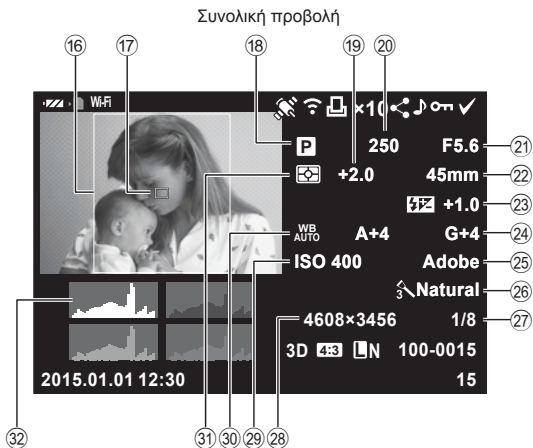 Συνολική προβολή
⑯ ⑰ ⑱ ⑲ ⑳
Wi-Fi ×10
P 250 F5.6 ㉑
+2.0 45mm ㉒
+1.0 ㉓
WB AUTO A+4 G+4 ㉔
ISO 400 Adobe ㉕
3 Natural ㉖
4608×3456 1/8 ㉗
3D 4:3 LN 100-0015
2015.01.01 12:30 15
㉜ ㉛ ㉚ ㉙ ㉘